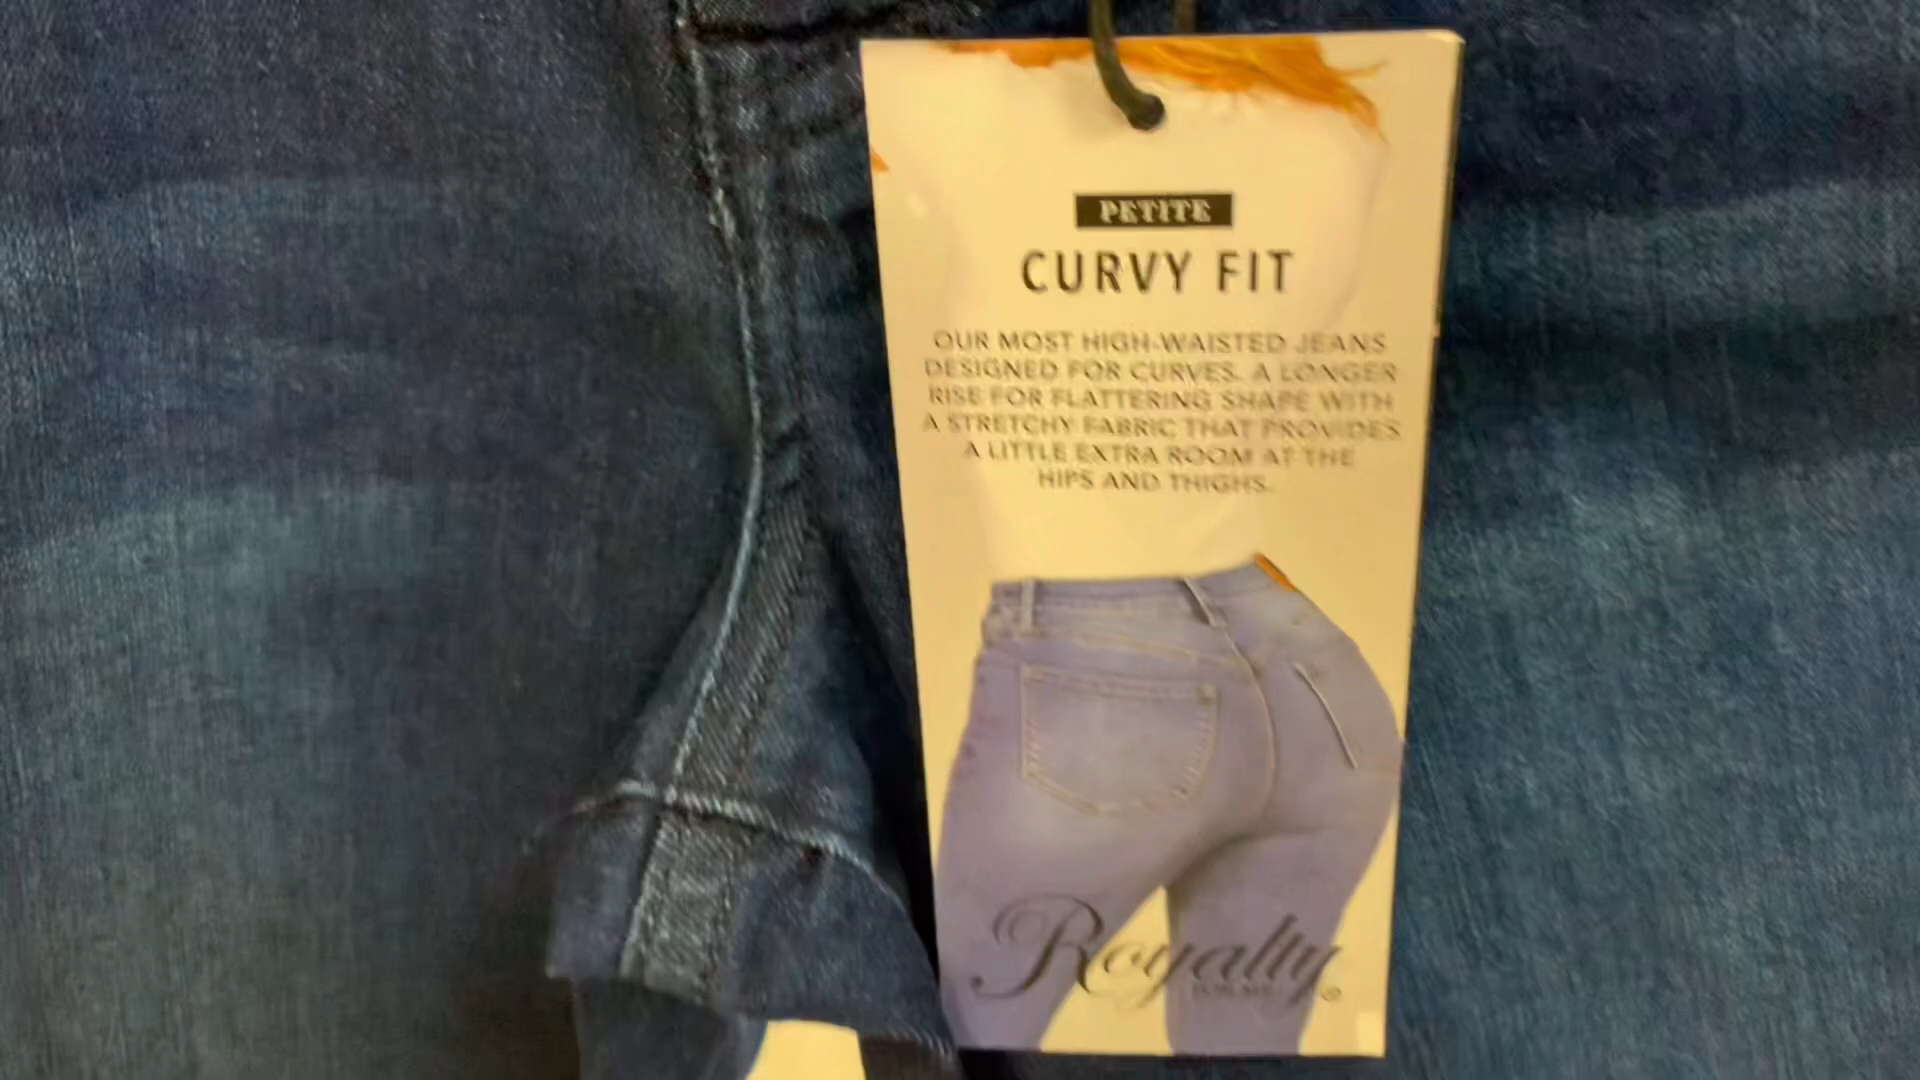 PETITE
CURVY FIT
OUR MOST HIGH-WAISTED JEANS
DESIGNED FOR CURVES. A LONGER
RISE FOR FLATTERING SHAPE WITH
A STRETCHY FABRIC THAT PROVIDES
A LITTLE EXTRA ROOM AT THE
HIPS AND THIGHS.
Royalty